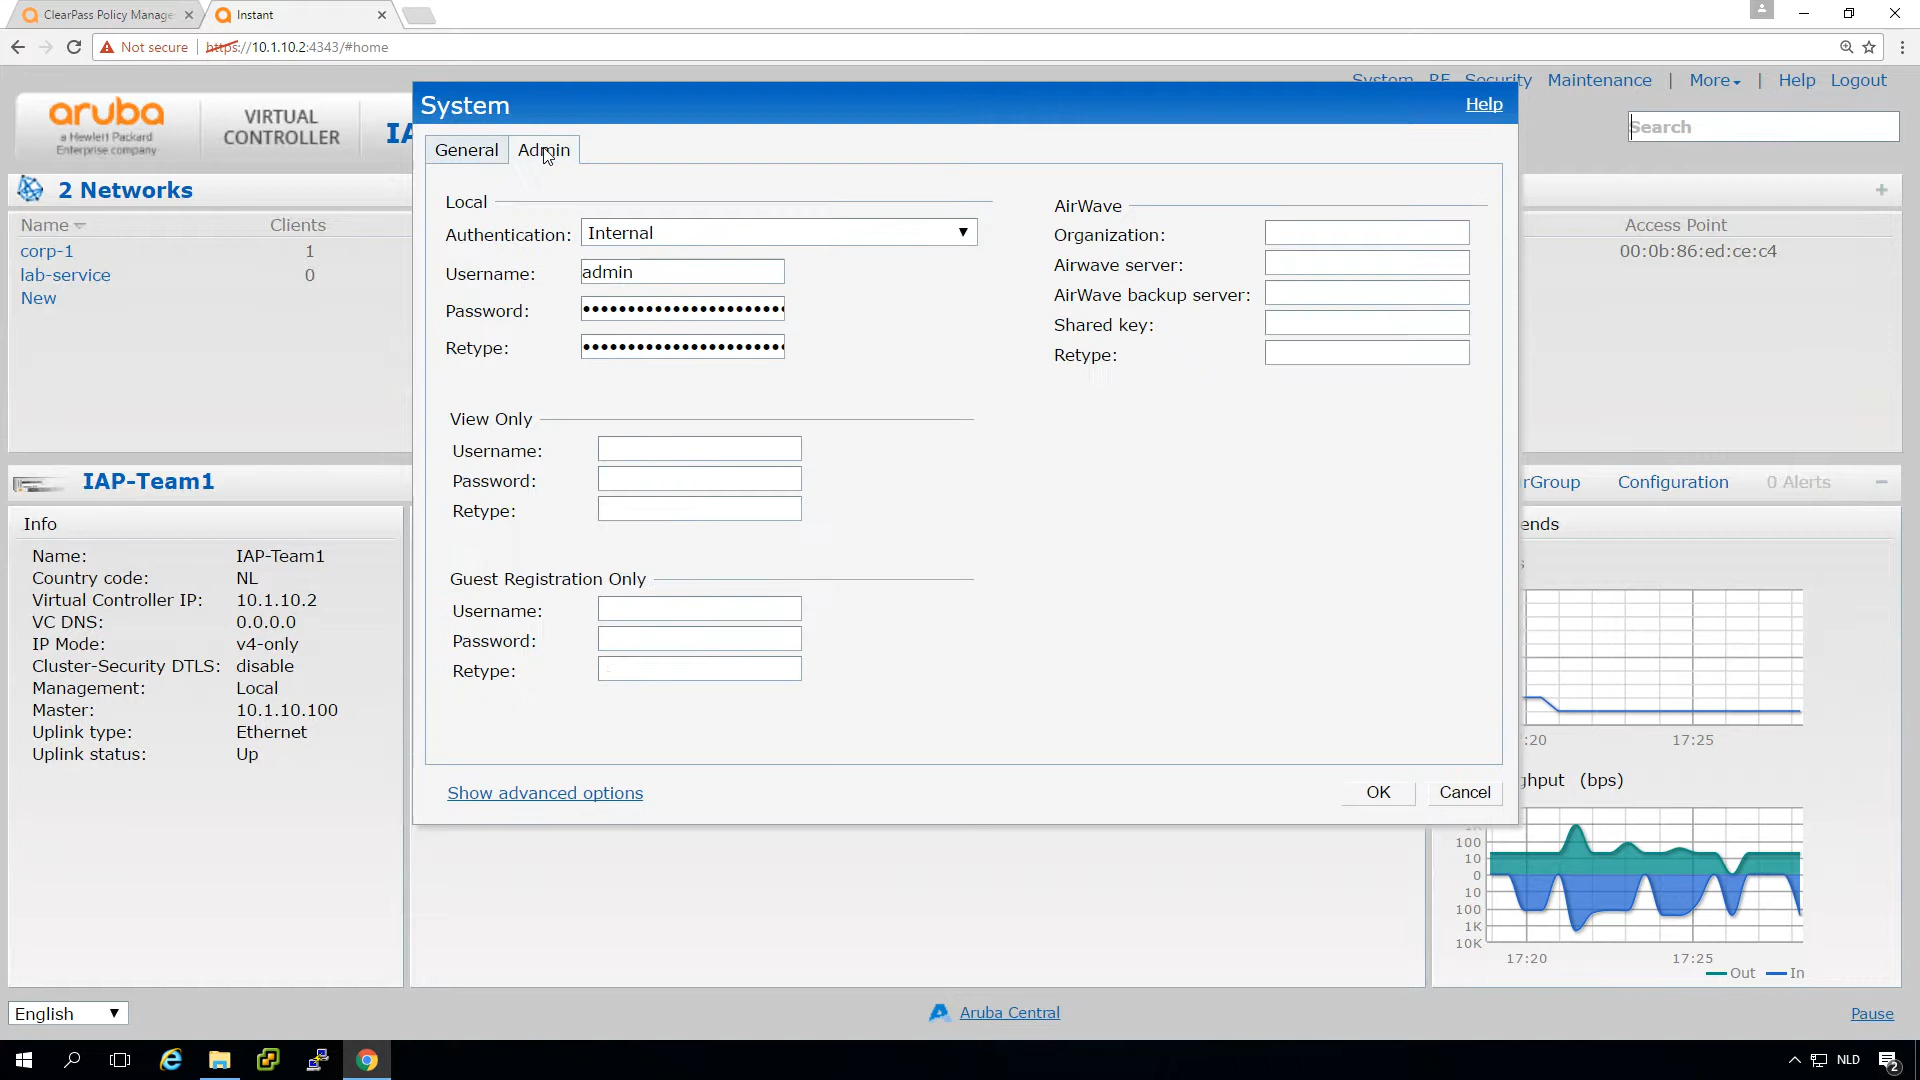 ClearPass Policy Manage
Instant
Not secure
https://10.1.10.2:4343/#home
System RF Security Maintenance | More | Help Logout
aruba
a Hewlett Packard
Enterprise company
VIRTUAL
CONTROLLER
IA
Search
System
Help
General
Admin
2 Networks
Name
Clients
corp-1 1
lab-service 0
New
Access Point
00:0b:86:ed:ce:c4
Local
Authentication: Internal
Username: admin
Password: ••••••••••••••••••••••
Retype: ••••••••••••••••••••••
View Only
Username:
Password:
Retype:
Guest Registration Only
Username:
Password:
Retype:
AirWave
Organization:
Airwave server:
AirWave backup server:
Shared key:
Retype:
Show advanced options
OK
Cancel
IAP-Team1
Info
Name: IAP-Team1
Country code: NL
Virtual Controller IP: 10.1.10.2
VC DNS: 0.0.0.0
IP Mode: v4-only
Cluster-Security DTLS: disable
Management: Local
Master: 10.1.10.100
Uplink type: Ethernet
Uplink status: Up
rGroup Configuration 0 Alerts
ends
:20 17:25
ghput (bps)
1K
100
10
0
10
100
1K
10K
17:20 17:25
Out In
English
Aruba Central
Pause
NLD
2